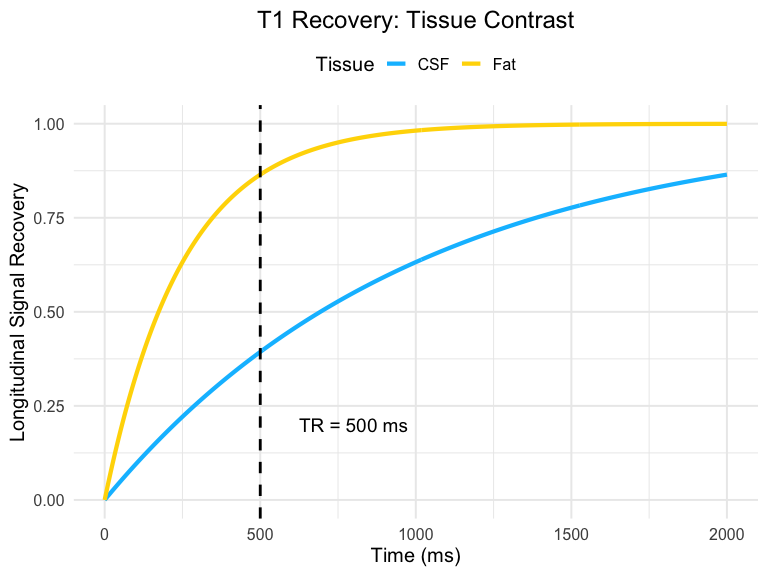 T1 Recovery: Tissue Contrast
Tissue CSF Fat
1.00
0.75
0.50
0.25
0.00
Longitudinal Signal Recovery
TR = 500 ms
0 500 1000 1500 2000
Time (ms)